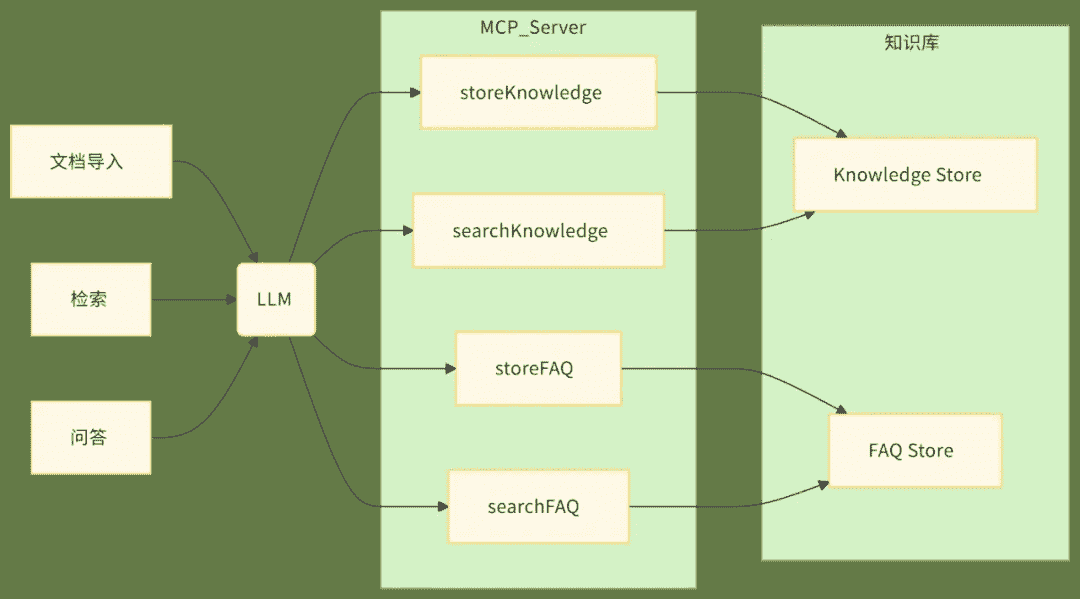 文档导入
检索
问答
LLM
MCP_Server
storeKnowledge
searchKnowledge
storeFAQ
searchFAQ
知识库
Knowledge Store
FAQ Store